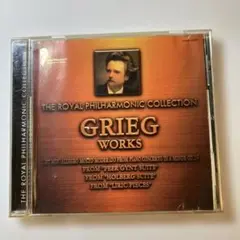 THE ROYAL PHILHARMONIC COLLECTION
THE ROYAL PHILHARMONIC COLLECTION
GRIEG
WORKS
FROM "PEER GYNT SUITE"
FROM "HOLBERG SUITE"
FROM "LYRIC PIECES"